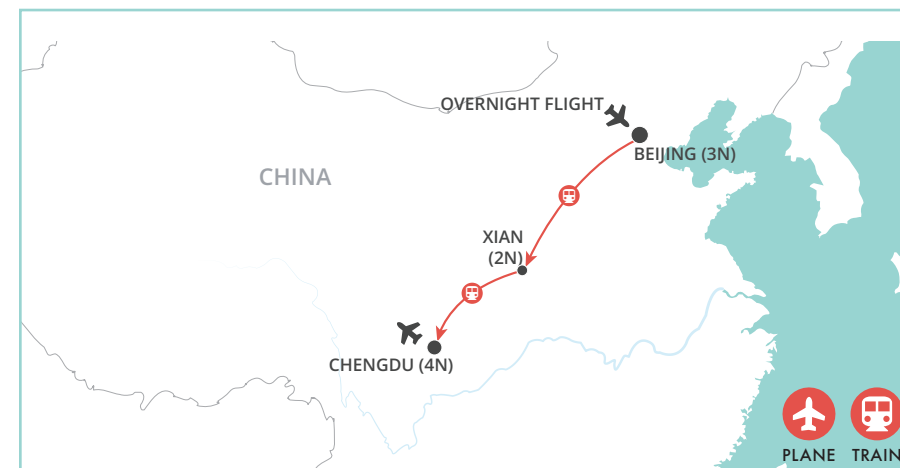 OVERNIGHT FLIGHT
BEIJING (3N)
CHINA
XIAN
(2N)
CHENGDU (4N)
PLANE TRAIN